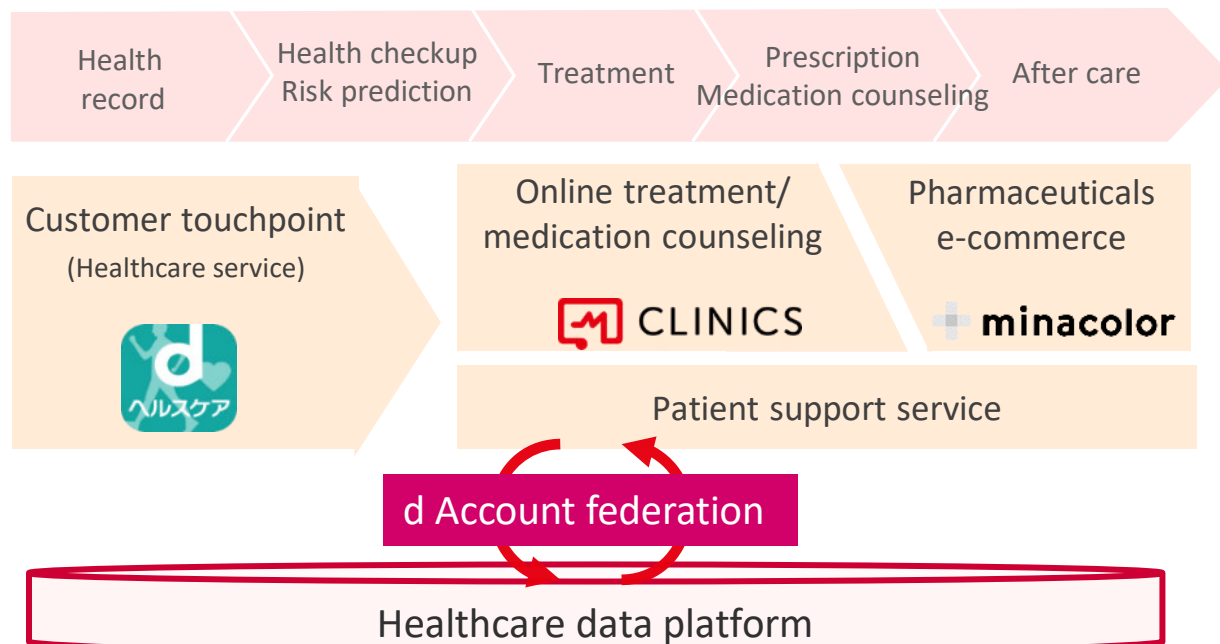 Health
record
Health checkup
Risk prediction
Treatment
Prescription
Medication counseling
After care
Customer touchpoint
(Healthcare service)
d
ヘルスケア
Online treatment/
medication counseling
CLINICS
Pharmaceuticals
e-commerce
minacolor
Patient support service
d Account federation
Healthcare data platform